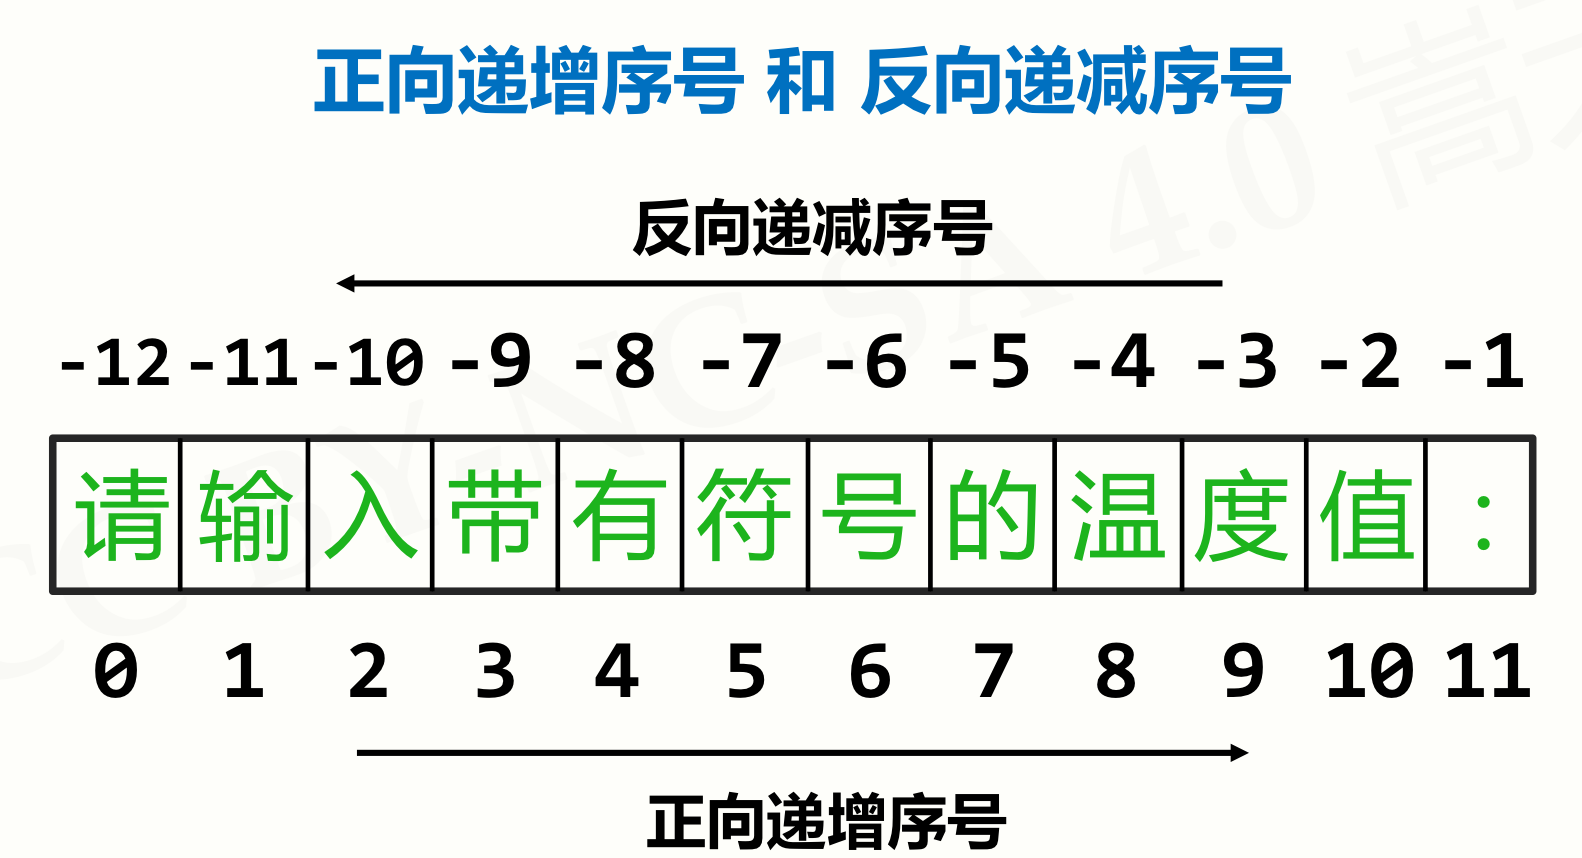 正向递增序号 和 反向递减序号
反向递减序号
-12 -11 -10 -9 -8 -7 -6 -5 -4 -3 -2 -1
请 输 入 带 有 符 号 的 温 度 值 :
0 1 2 3 4 5 6 7 8 9 10 11
正向递增序号
CC BY-NC-SA 4.0 嵩